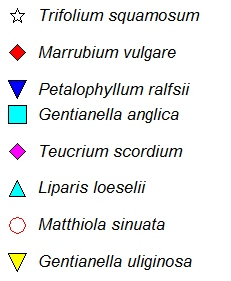 Trifolium squamosum
Marrubium vulgare
Petalophyllum ralfsii
Gentianella anglica
Teucrium scordium
Liparis loeselii
Matthiola sinuata
Gentianella uliginosa